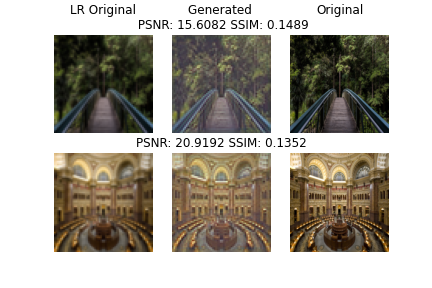 LR Original Generated Original
PSNR: 15.6082 SSIM: 0.1489
PSNR: 20.9192 SSIM: 0.1352